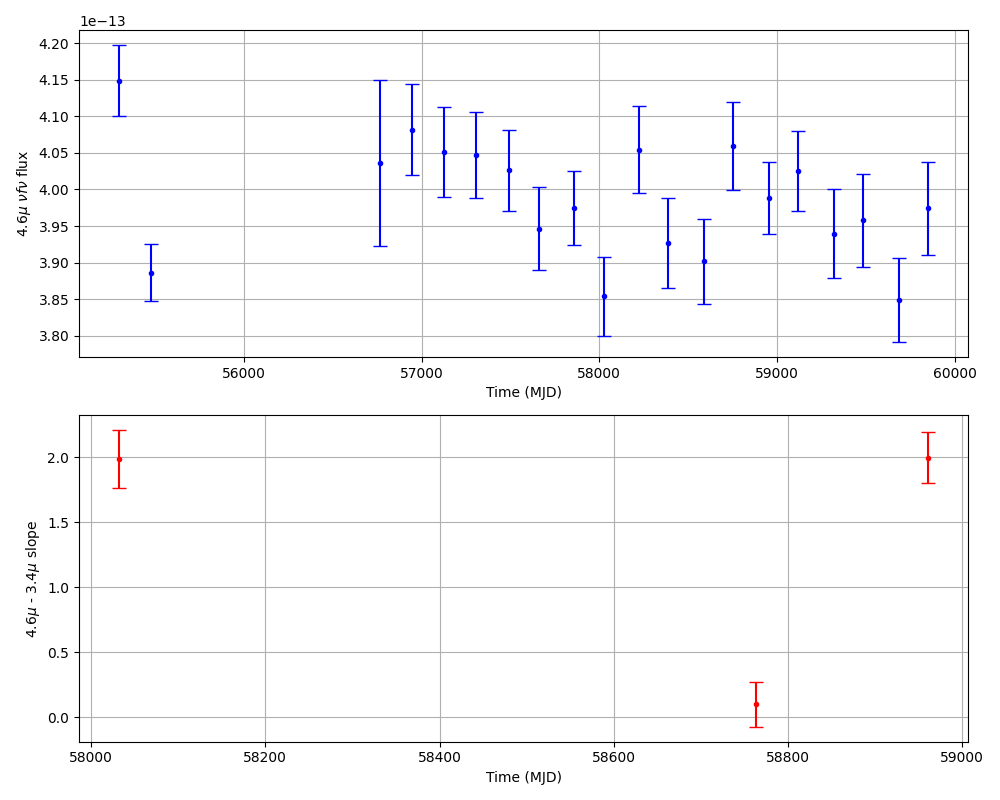 1e−13
4.20
4.15
4.10
4.05
4.00
3.95
3.90
3.85
3.80
4.6μ νfν flux
56000 57000 58000 59000 60000
Time (MJD)
2.0
1.5
1.0
0.5
0.0
4.6μ - 3.4μ slope
58000 58200 58400 58600 58800 59000
Time (MJD)